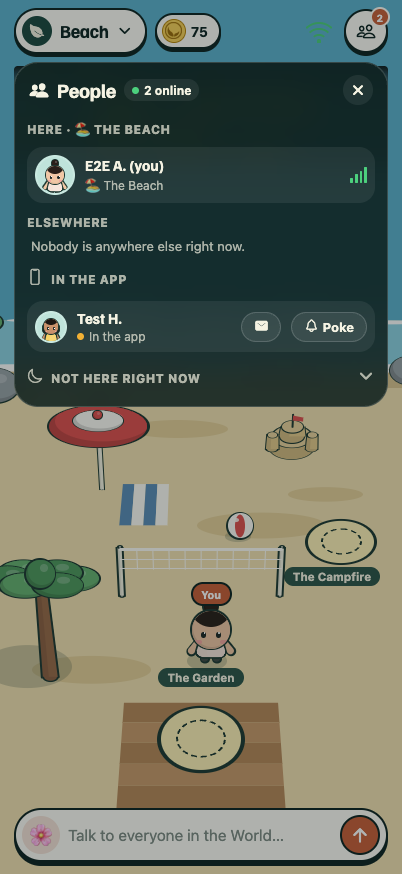 Beach
75
2
People
2 online
HERE · 🏖️ THE BEACH
E2E A. (you)
🏖️ The Beach
ELSEWHERE
Nobody is anywhere else right now.
IN THE APP
Test H.
In the app
Poke
NOT HERE RIGHT NOW
The Campfire
You
The Garden
Talk to everyone in the World...